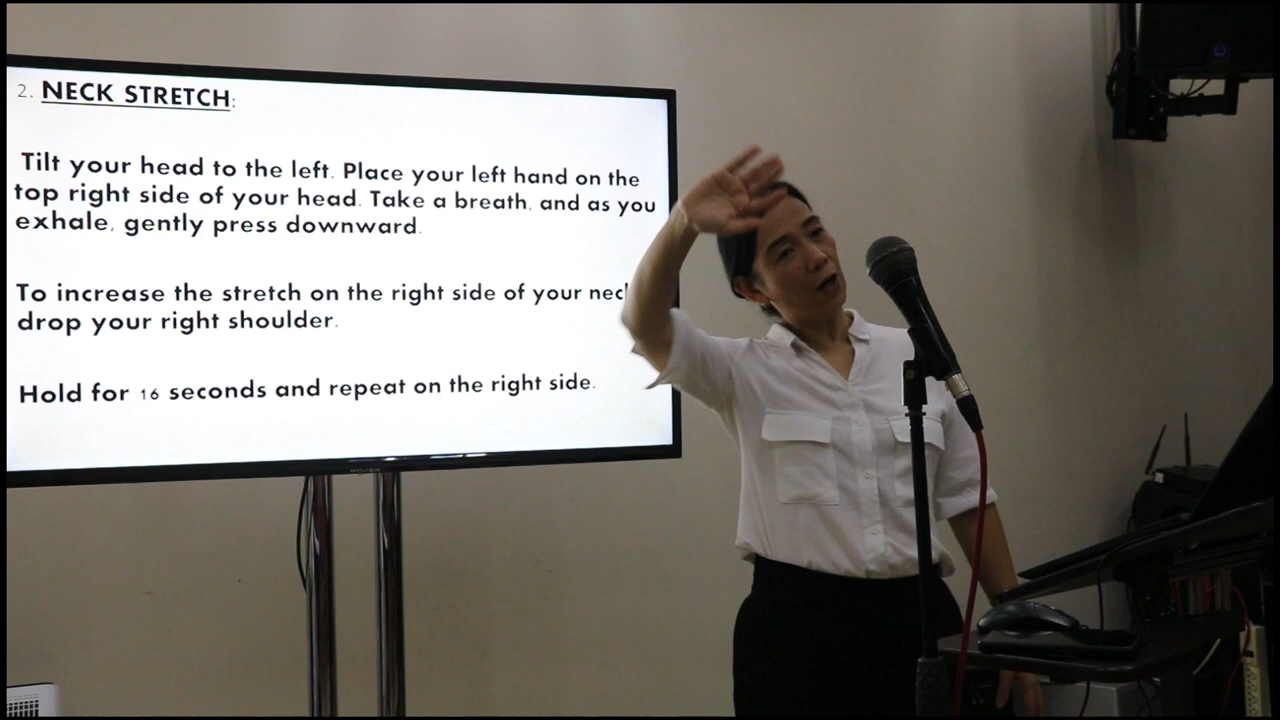 2. NECK STRETCH:
Tilt your head to the left. Place your left hand on the
top right side of your head. Take a breath, and as you
exhale, gently press downward.
To increase the stretch on the right side of your
drop your right shoulder.
Hold for 16 seconds and repeat on the right side.